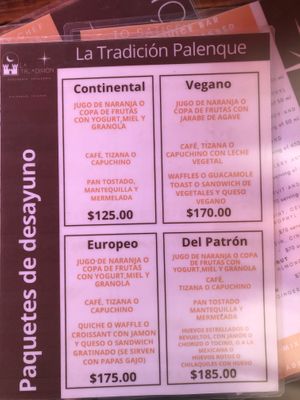 La Tradición Palenque
Paquetes de desayuno
Continental
JUGO DE NARANJA O
COPA DE FRUTAS
CON YOGURT,MIEL Y
GRANOLA
CAFÉ, TIZANA O
CAPUCHINO
PAN TOSTADO,
MANTEQUILLA Y
MERMELADA
$125.00
Vegano
JUGO DE NARANJA O
COPA DE FRUTAS CON
JARABE DE AGAVE
CAFÉ, TIZANA O
CAPUCHINO CON LECHE
VEGETAL
WAFFLES O GUACAMOLE
TOAST O SANDWICH DE
VEGETALES Y QUESO
VEGANO
$170.00
Europeo
JUGO DE NARANJA O
COPA DE FRUTAS
CON YOGURT,MIEL Y
GRANOLA
CAFÉ, TIZANA O
CAPUCHINO
QUICHE O WAFFLE O
CROISSANT CON JAMON
Y QUESO O SANDWICH
GRATINADO (SE SIRVEN
CON PAPAS GAJO)
$175.00
Del Patrón
JUGO DE NARANJA O
COPA DE FRUTAS CON
YOGURT,MIEL Y GRANOLA
CAFÉ,
TIZANA O CAPUCHINO
PAN TOSTADO
MANTEQUILLA Y
MERMELADA
HUEVOS ESTRELLADOS O
REVUELTOS, CON JAMÓN O
CHORIZO O TOCINO, O A LA
MEXICANA O
HUEVOS ROTOS O
CHILAQUILES CON HUEVO
$185.00